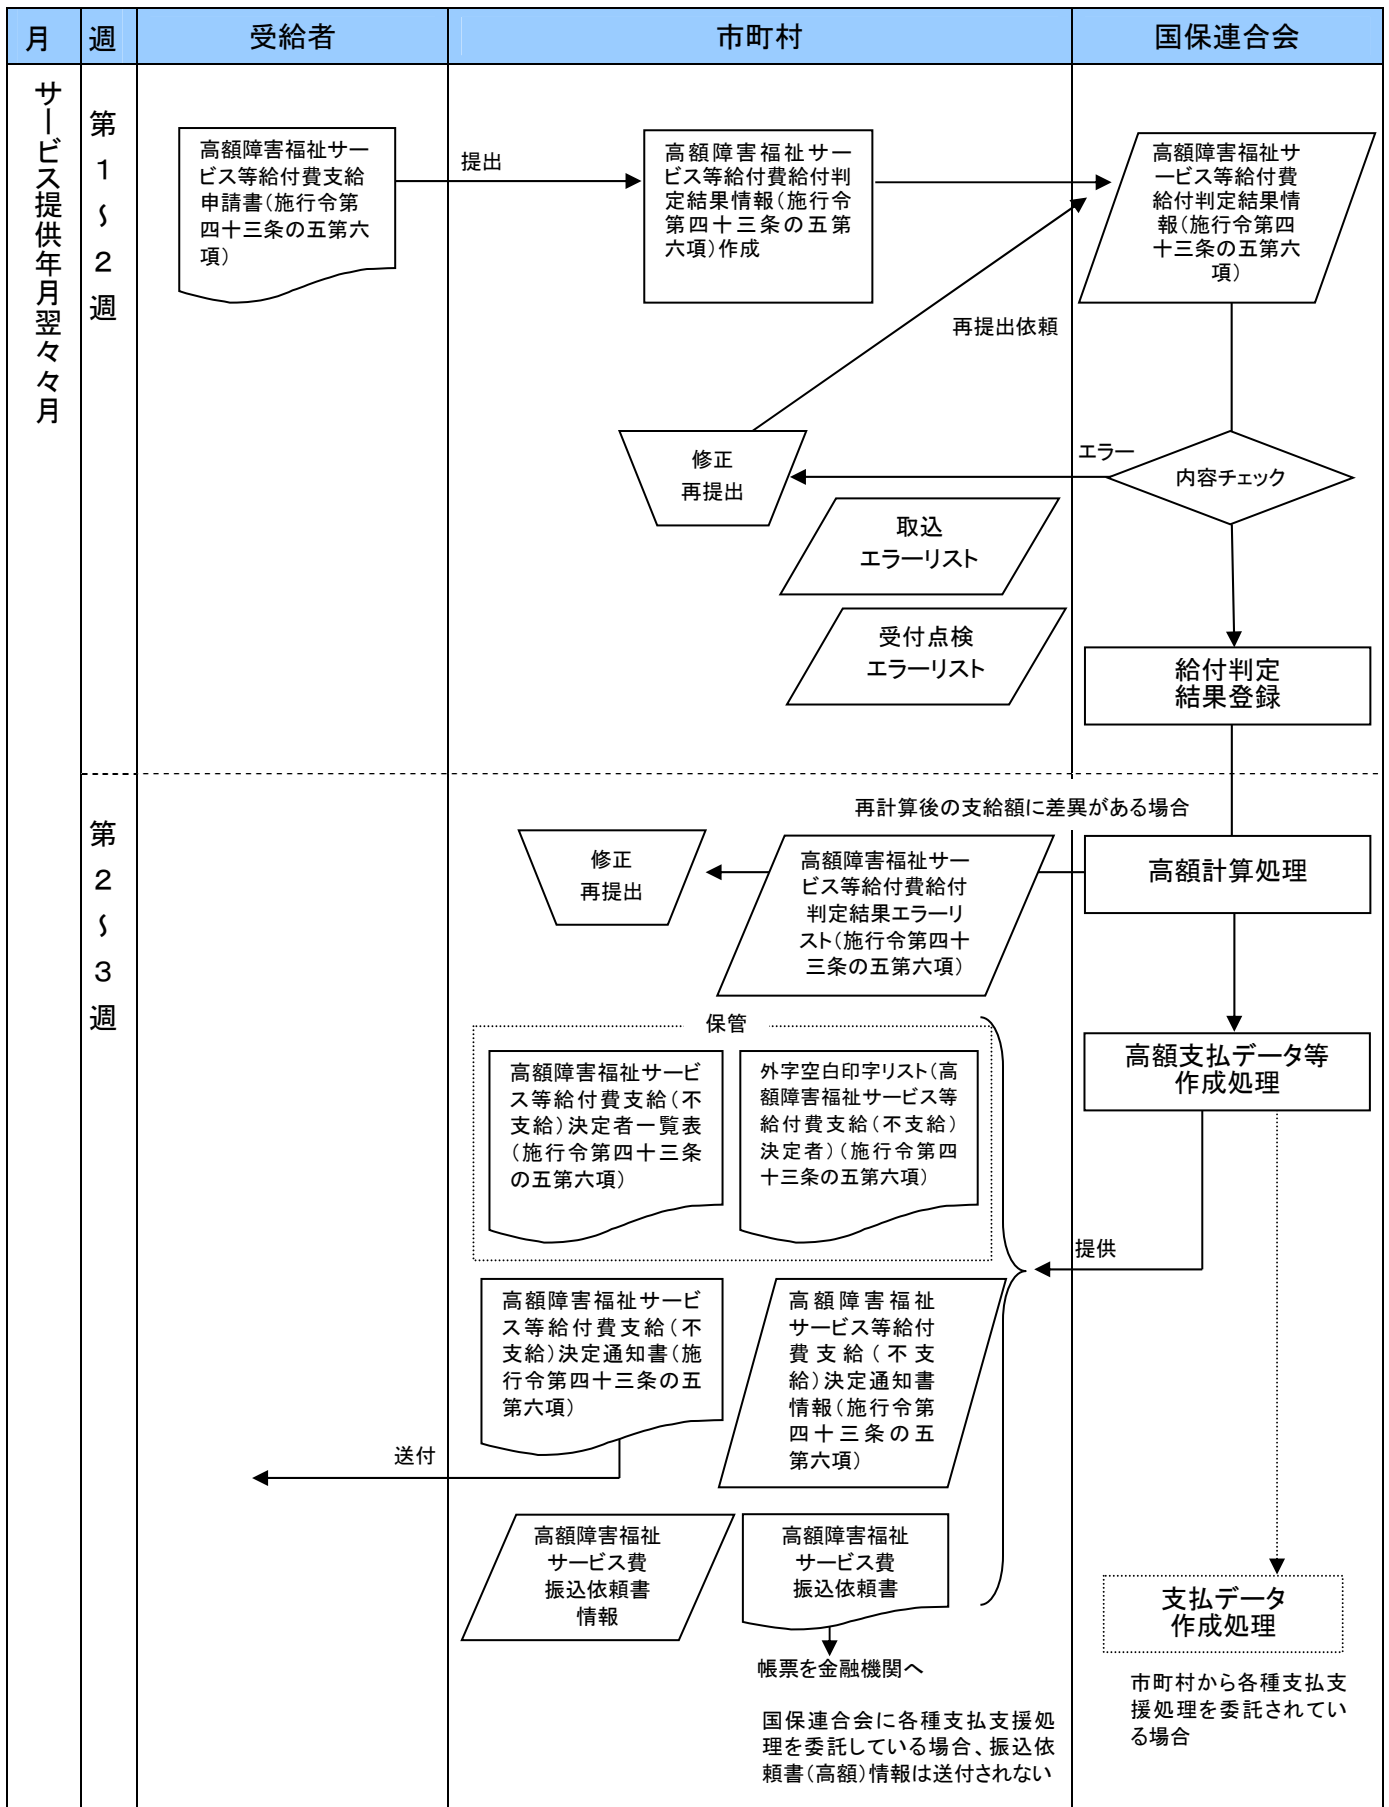 月
週
受給者
市町村
国保連合会
サービス提供年月翌々々月
第1～2週
高額障害福祉サー
ビス等給付費支給
申請書（施行令第
四十三条の五第六
項）
提出
高額障害福祉サー
ビス等給付費給付判
定結果情報（施行令
第四十三条の五第
六項）作成
高額障害福祉サ
ービス等給付費
給付判定結果情
報（施行令第四
十三条の五第六
項）
再提出依頼
修正
再提出
エラー
内容チェック
取込
エラーリスト
受付点検
エラーリスト
給付判定
結果登録
第2～3週
再計算後の支給額に差異がある場合
修正
再提出
高額障害福祉サー
ビス等給付費給付
判定結果エラーリ
スト（施行令第四十
三条の五第六項）
高額計算処理
保管
高額障害福祉サービ
ス等給付費支給（不
支給）決定者一覧表
（施行令第四十三条
の五第六項）
外字空白印字リスト（高
額障害福祉サービス等
給付費支給（不支給）
決定者）（施行令第四
十三条の五第六項）
高額支払データ等
作成処理
提供
高額障害福祉サービ
ス等給付費支給（不
支給）決定通知書（施
行令第四十三条の五
第六項）
高額障害福祉
サービス等給付
費支給（不支
給）決定通知書
情報（施行令第
四十三条の五
第六項）
送付
高額障害福祉
サービス費
振込依頼書
情報
高額障害福祉
サービス費
振込依頼書
帳票を金融機関へ
支払データ
作成処理
市町村から各種支払支
援処理を委託されてい
る場合
国保連合会に各種支払支援処
理を委託している場合、振込依
頼書（高額）情報は送付されない